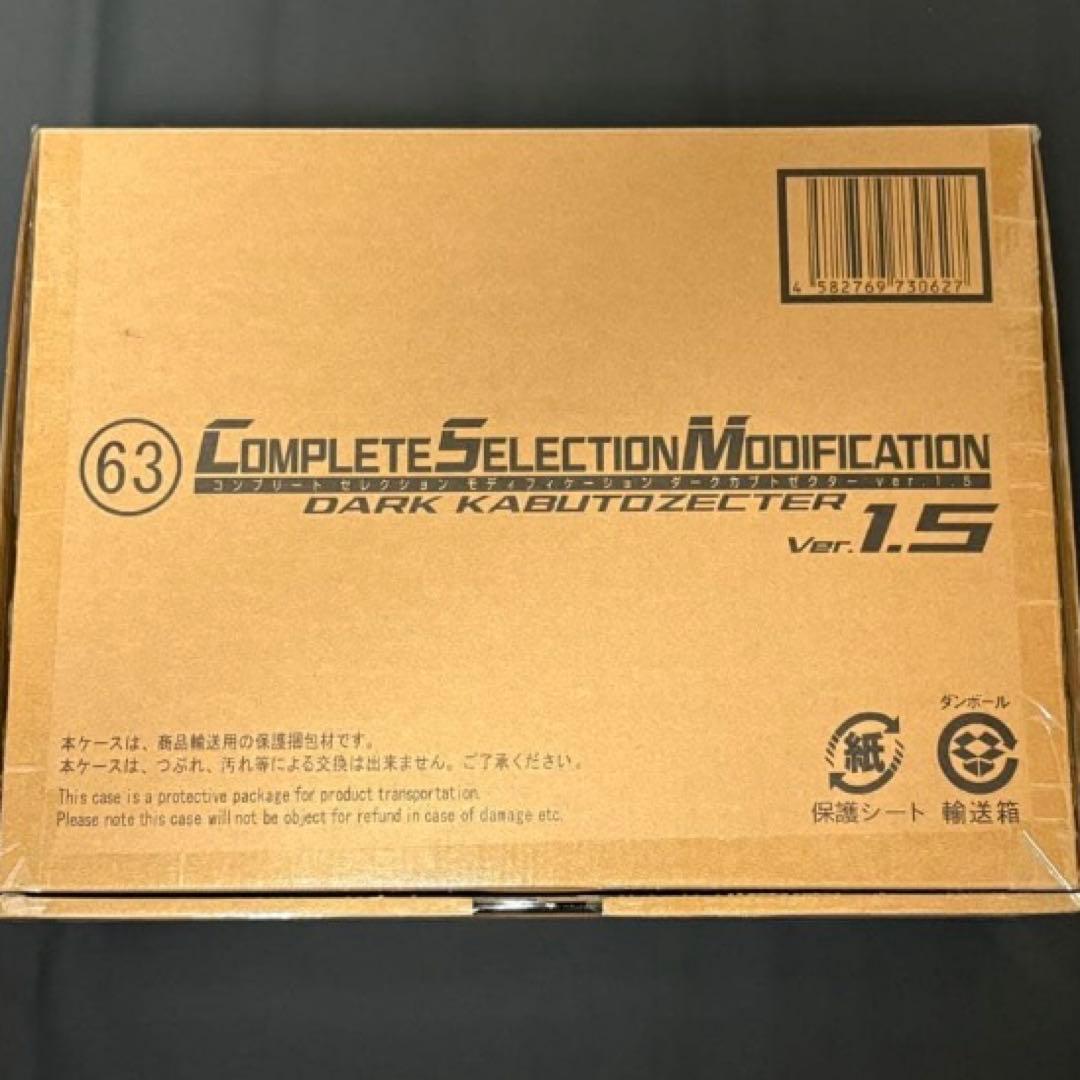 4 582769 730627
63 COMPLETE SELECTION MODIFICATION
コンプリート セレクション モディフィケーション ダークカブトゼクター ver.1.5
DARK KABUTOZECTER
Ver. 1.5
ダンボール
紙
保護シート 輸送箱
本ケースは、商品輸送用の保護梱包材です。
本ケースは、つぶれ、汚れ等による交換は出来ません。ご了承ください。
This case is a protective package for product transportation.
Please note this case will not be object for refund in case of damage etc.